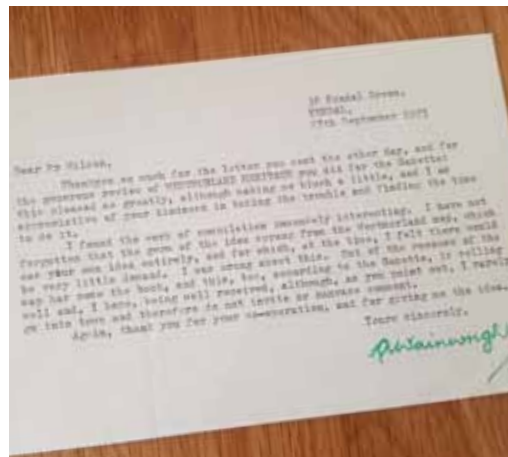 38 Kendal Green,
KENDAL.
27th September 1975
Dear Mr Wilson,
Thankyou so much for the letter you sent the other day, and for
the generous review of WESTMORLAND HERITAGE you did for the Gazette:
this pleased me greatly, although making me blush a little, and I am
appreciative of your kindness in taking the trouble and finding the time
to do it.
I found the work of compilation immensely interesting. I have not
forgotten that the germ of the idea sprang from the Westmorland map, which
was your own idea entirely, and for which, at the time, I felt there would
be very little demand. I was wrong about this. Out of the success of the
map has come the book, and this, too, according to the Gazette, is selling
well and, I hope, being well received, although, as you point out, I rarely
go into town and therefore do not invite or announce comment.
Again, thank you for your co-operation, and for giving me the idea.
Yours sincerely,
AWainwright